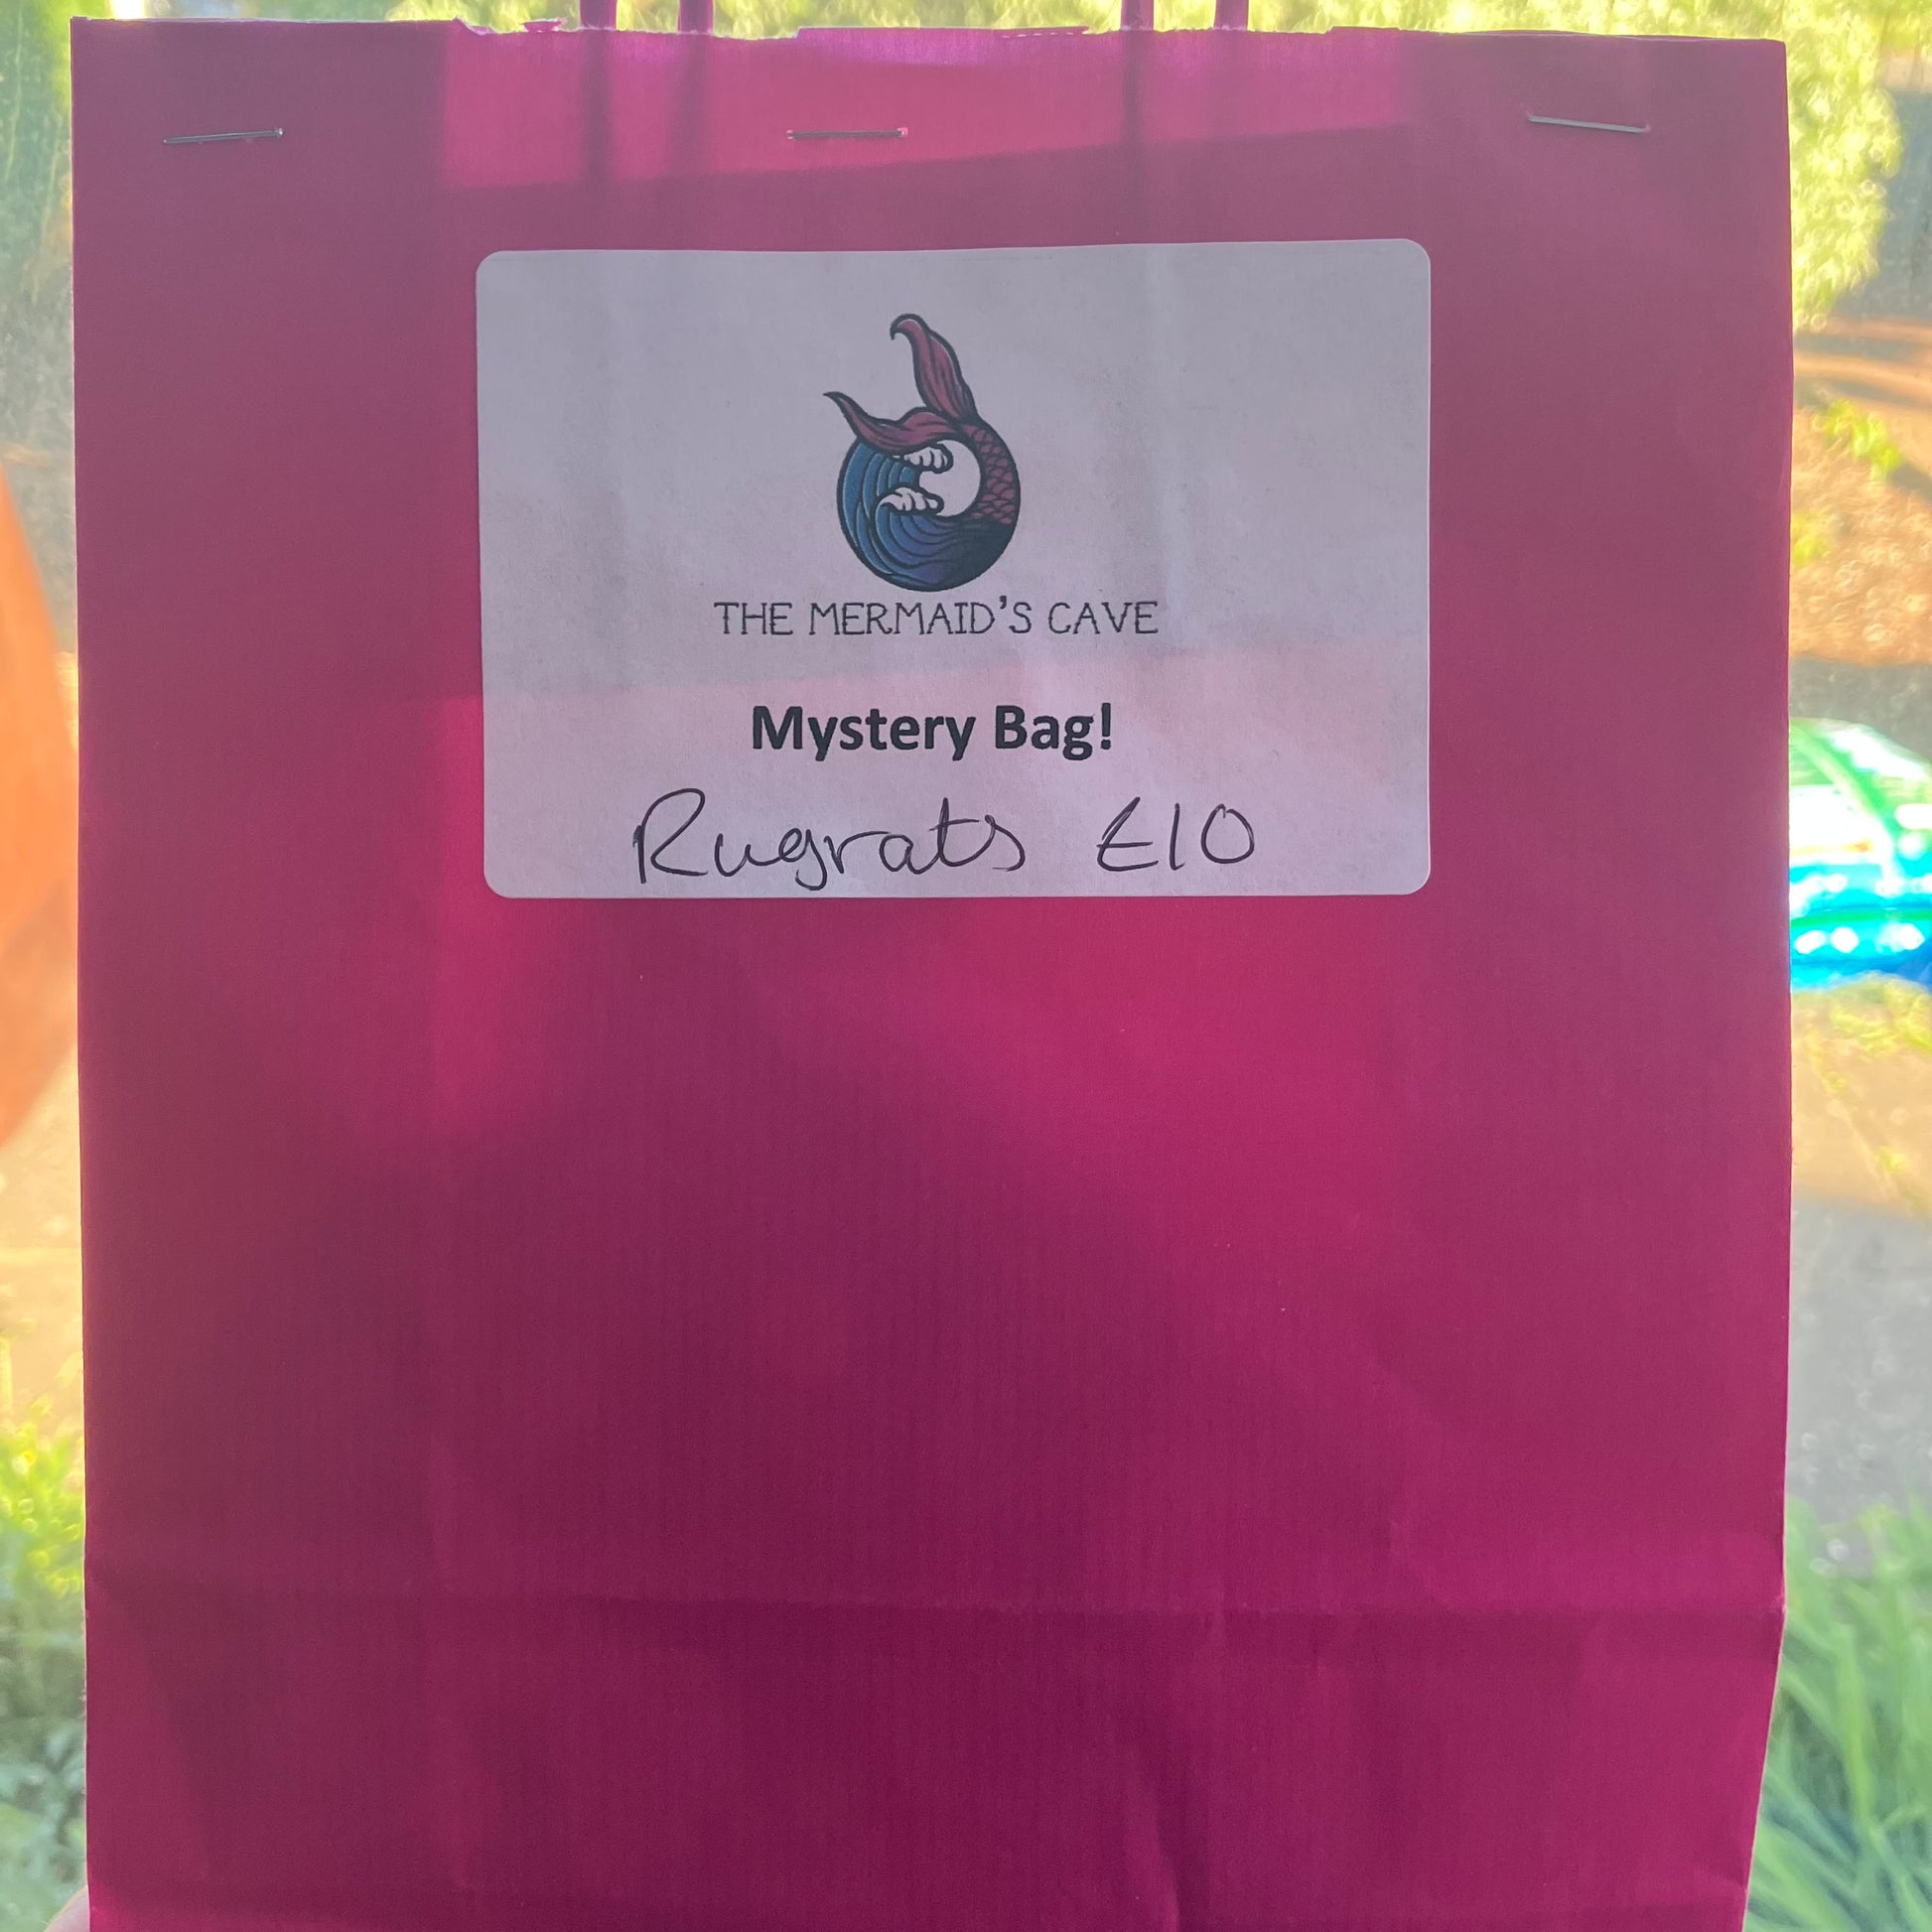 THE MERMAID'S CAVE
Mystery Bag!
Rugrats £10